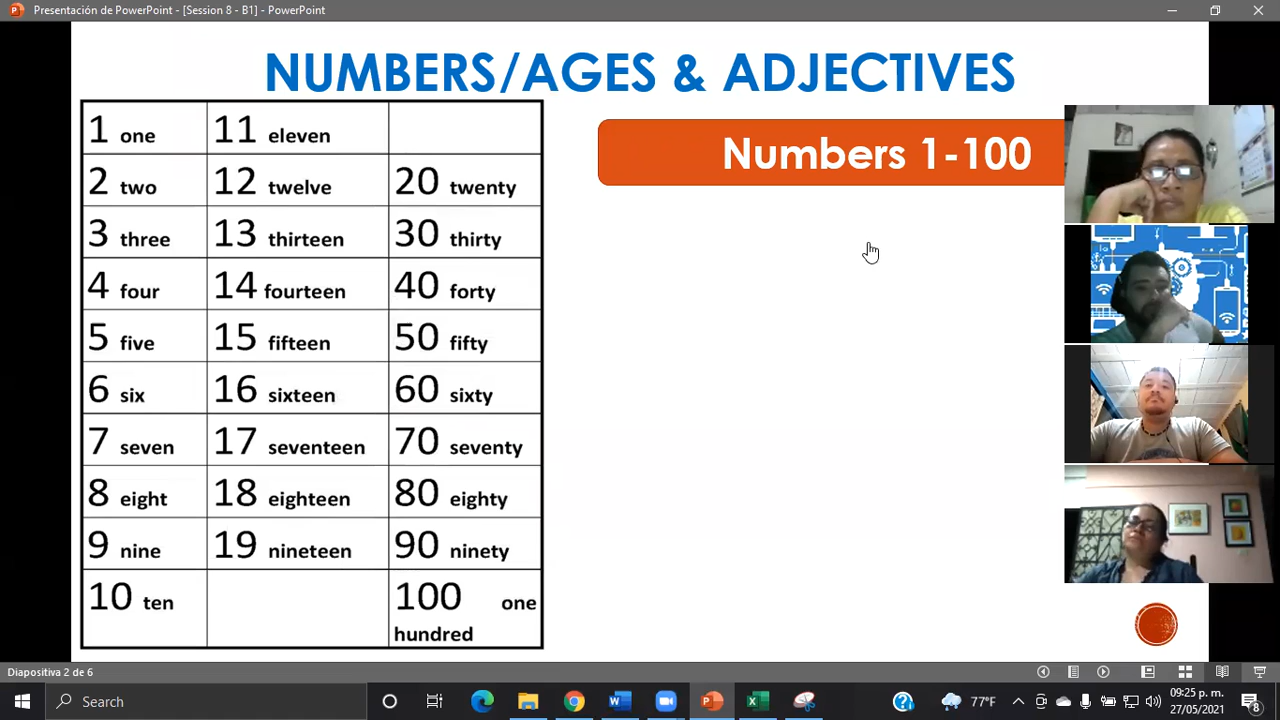 Presentación de PowerPoint - [Session 8 - B1] - PowerPoint
NUMBERS/AGES & ADJECTIVES
1 one 11 eleven
2 two 12 twelve 20 twenty
3 three 13 thirteen 30 thirty
4 four 14 fourteen 40 forty
5 five 15 fifteen 50 fifty
6 six 16 sixteen 60 sixty
7 seven 17 seventeen 70 seventy
8 eight 18 eighteen 80 eighty
9 nine 19 nineteen 90 ninety
10 ten 100 one
hundred
Numbers 1-100
Diapositiva 2 de 6
Search
77°F
09:25 p. m.
27/05/2021
8